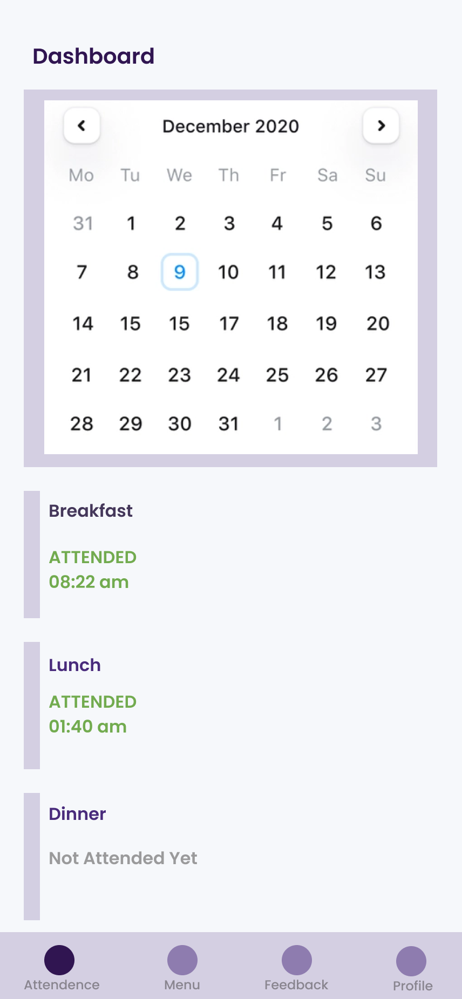 Dashboard
December 2020
Mo Tu We Th Fr Sa Su
31 1 2 3 4 5 6
7 8 9 10 11 12 13
14 15 15 17 18 19 20
21 22 23 24 25 26 27
28 29 30 31 1 2 3
Breakfast
ATTENDED
08:22 am
Lunch
ATTENDED
01:40 am
Dinner
Not Attended Yet
Attendence Menu Feedback Profile